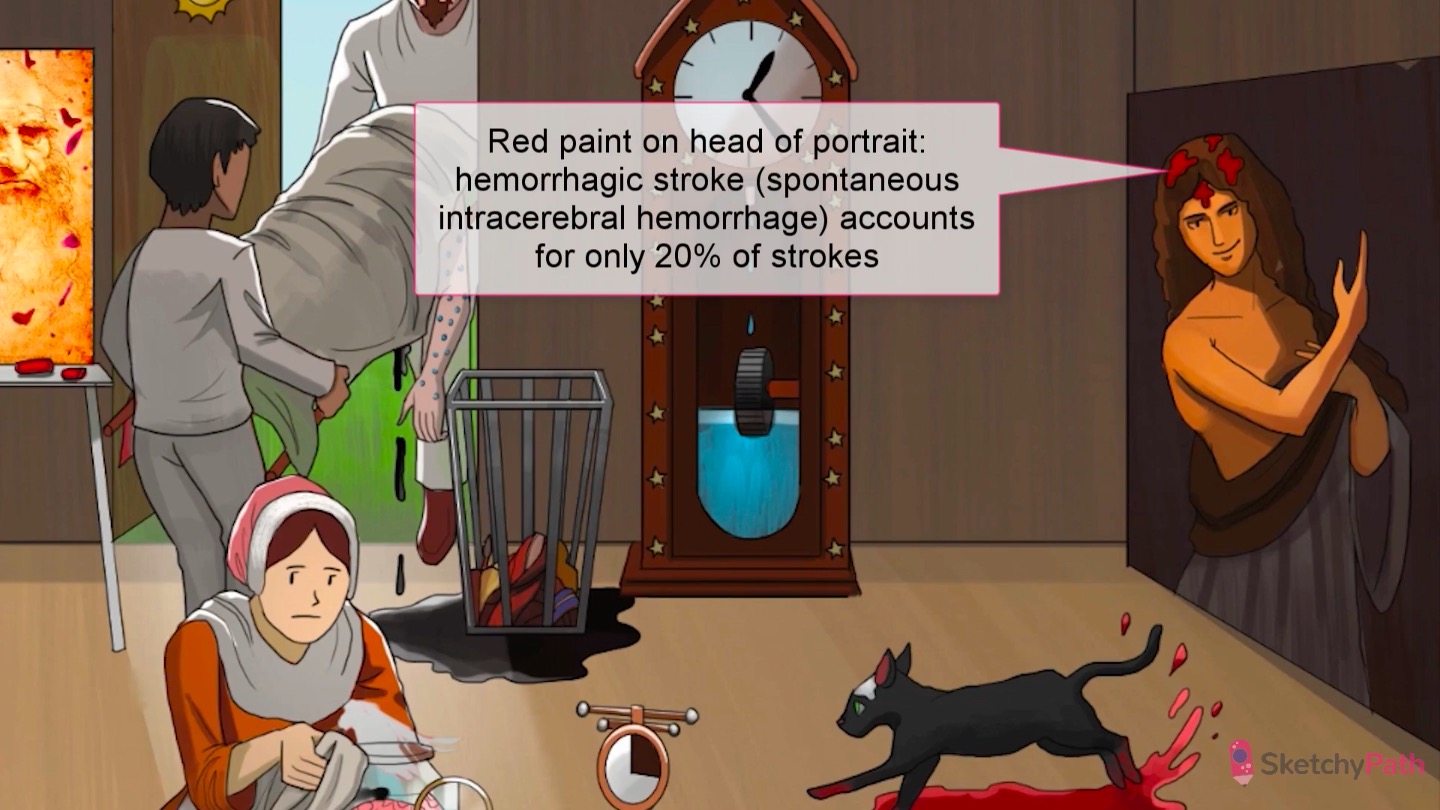 Red paint on head of portrait:
hemorrhagic stroke (spontaneous
intracerebral hemorrhage) accounts
for only 20% of strokes
SketchyPath